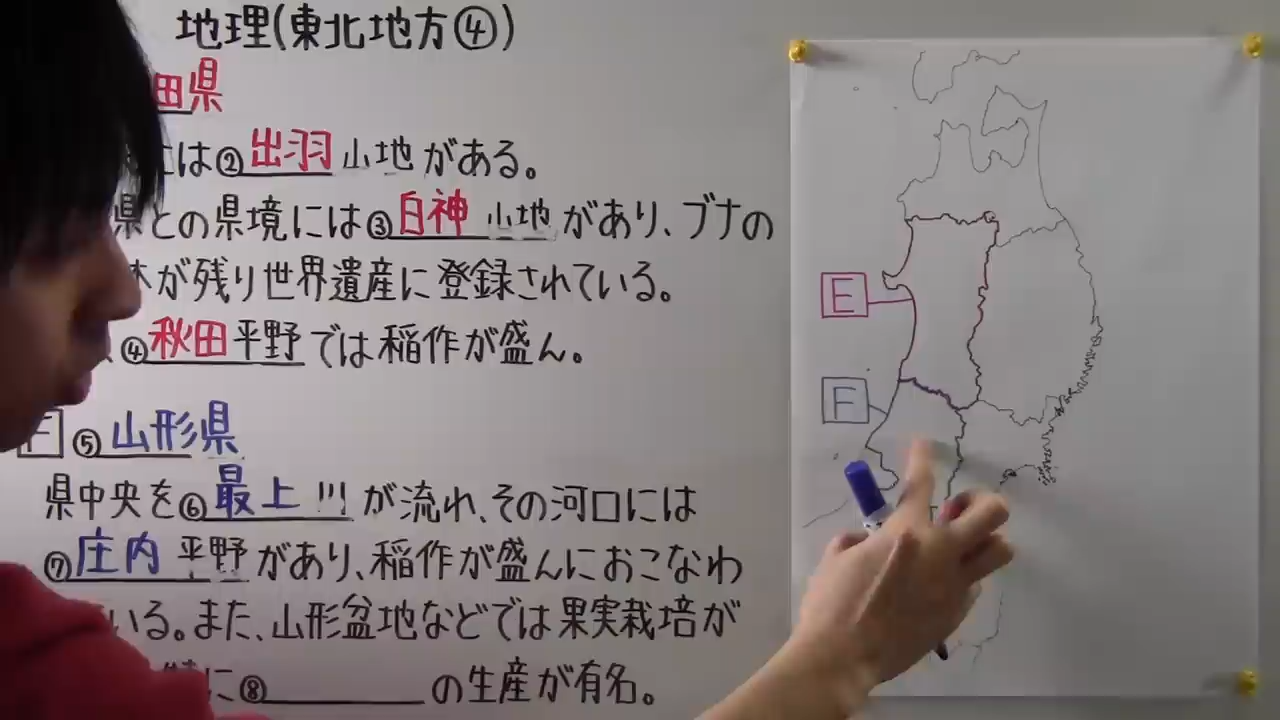 地理(東北地方④)
田県
は②出羽山地がある。
県との県境には③白神山地があり、ブナの
が残り世界遺産に登録されている。
④秋田平野では稲作が盛ん。
F ⑤山形県
県中央を⑥最上川が流れ、その河口には
⑦庄内平野があり、稲作が盛んにおこなわ
いる。また、山形盆地などでは果実栽培が
特に⑧の生産が有名。
E
F